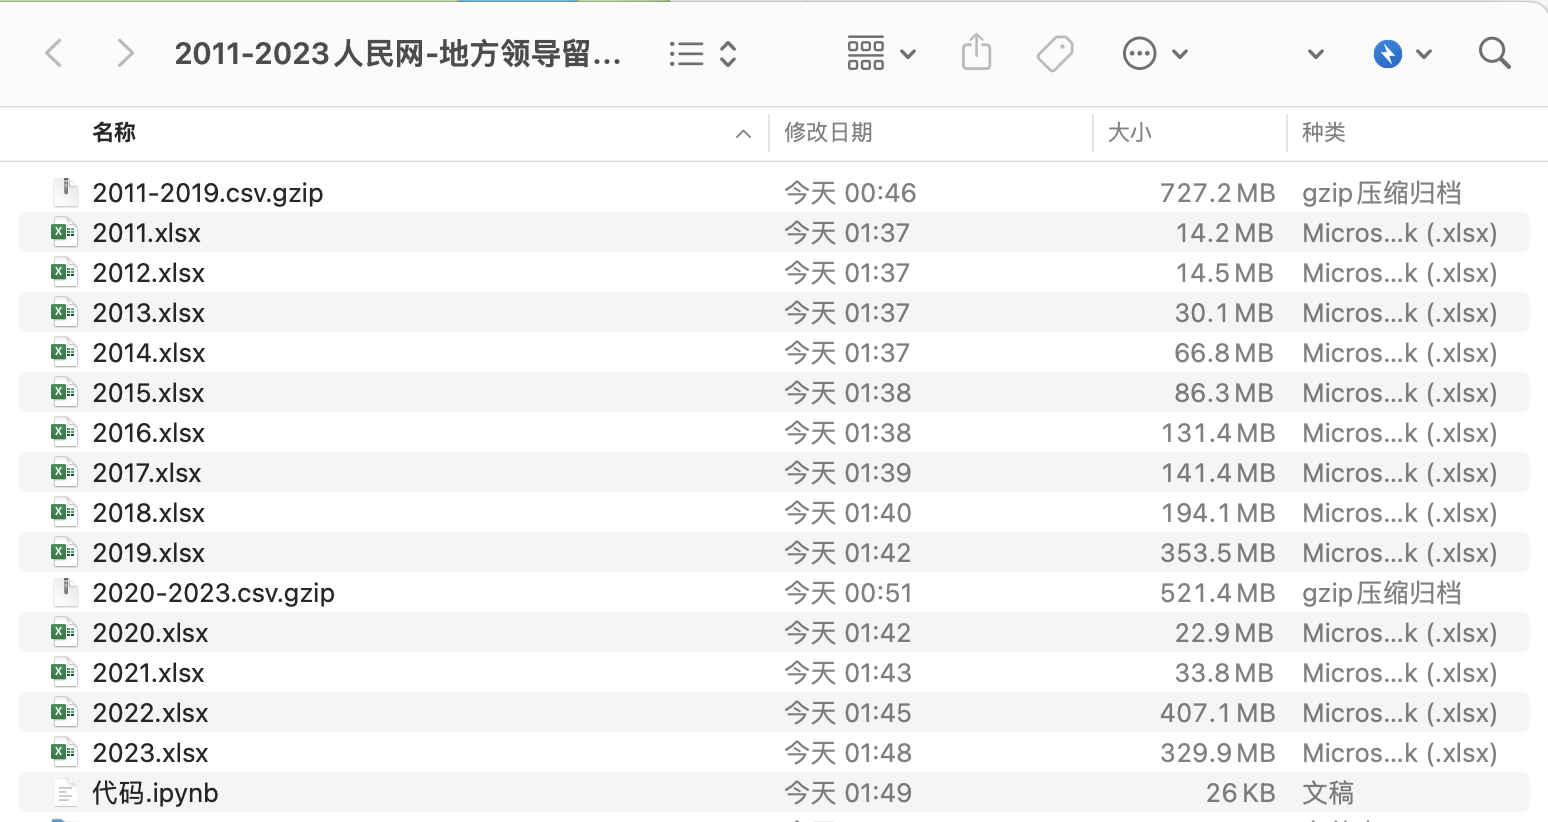 2011-2023人民网-地方领导留...
名称 修改日期 大小 种类
2011-2019.csv.gzip 今天 00:46 727.2 MB gzip压缩归档
2011.xlsx 今天 01:37 14.2 MB Micros...k (.xlsx)
2012.xlsx 今天 01:37 14.5 MB Micros...k (.xlsx)
2013.xlsx 今天 01:37 30.1 MB Micros...k (.xlsx)
2014.xlsx 今天 01:37 66.8 MB Micros...k (.xlsx)
2015.xlsx 今天 01:38 86.3 MB Micros...k (.xlsx)
2016.xlsx 今天 01:38 131.4 MB Micros...k (.xlsx)
2017.xlsx 今天 01:39 141.4 MB Micros...k (.xlsx)
2018.xlsx 今天 01:40 194.1 MB Micros...k (.xlsx)
2019.xlsx 今天 01:42 353.5 MB Micros...k (.xlsx)
2020-2023.csv.gzip 今天 00:51 521.4 MB gzip压缩归档
2020.xlsx 今天 01:42 22.9 MB Micros...k (.xlsx)
2021.xlsx 今天 01:43 33.8 MB Micros...k (.xlsx)
2022.xlsx 今天 01:45 407.1 MB Micros...k (.xlsx)
2023.xlsx 今天 01:48 329.9 MB Micros...k (.xlsx)
代码.ipynb 今天 01:49 26 KB 文稿